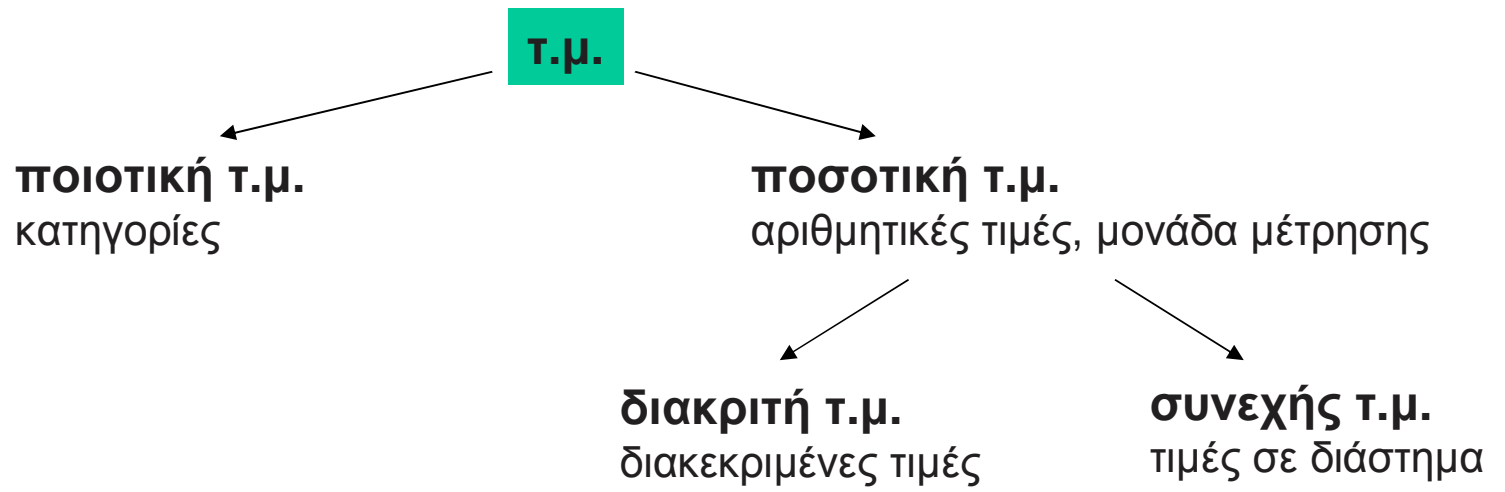 τ.μ.
ποιοτική τ.μ.
κατηγορίες
ποσοτική τ.μ.
αριθμητικές τιμές, μονάδα μέτρησης
διακριτή τ.μ.
διακεκριμένες τιμές
συνεχής τ.μ.
τιμές σε διάστημα